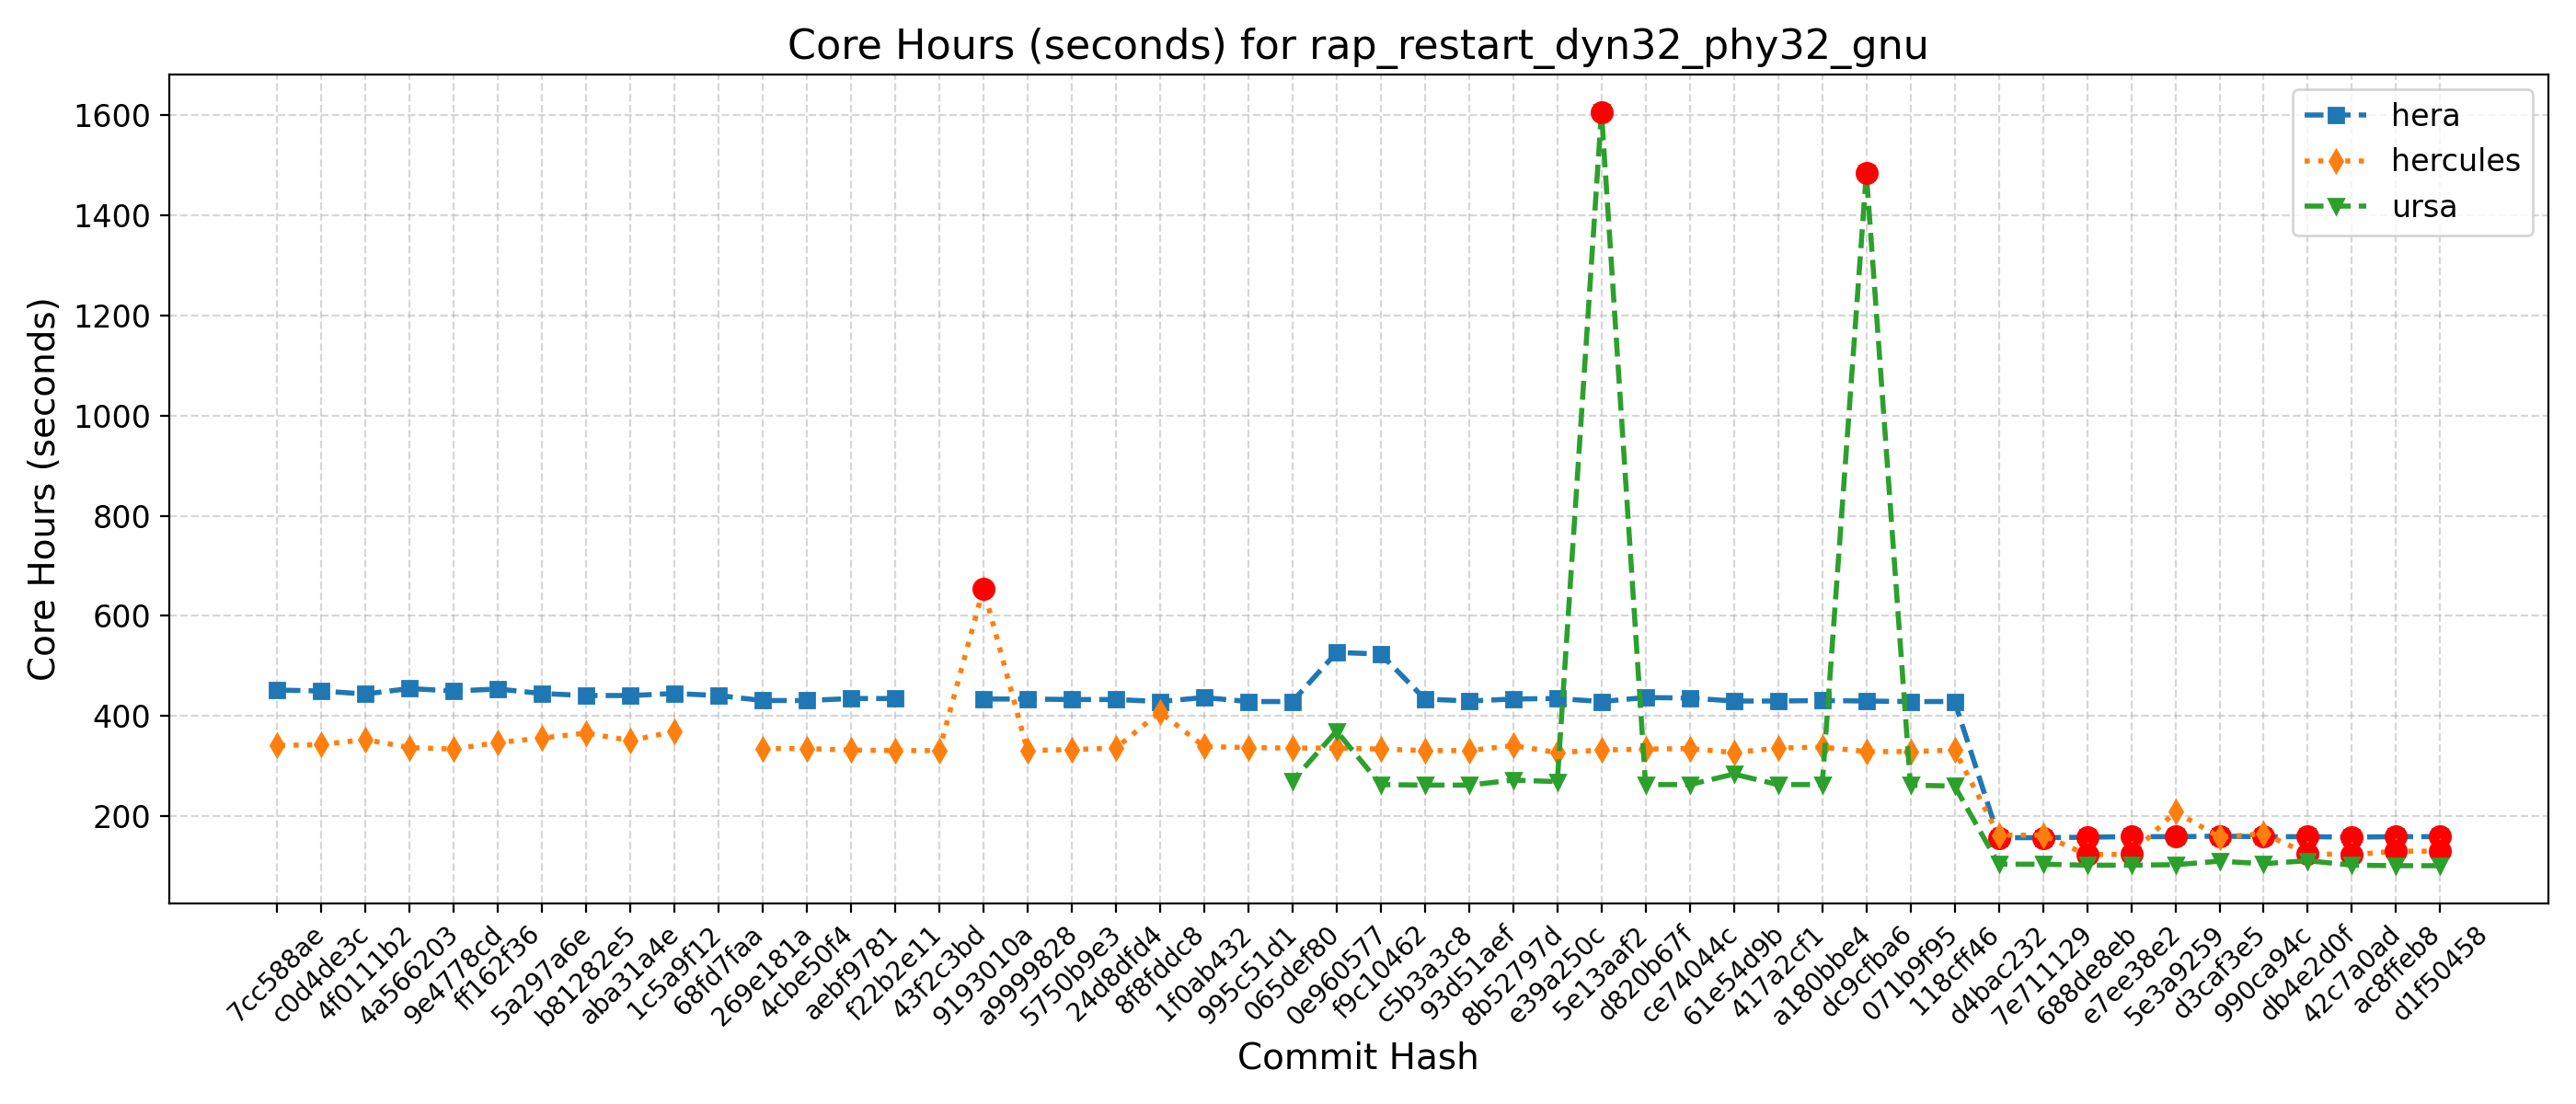 Core Hours (seconds) for rap_restart_dyn32_phy32_gnu
Core Hours (seconds)
1600
1400
1200
1000
800
600
400
200
hera
hercules
ursa
7cc588ae
c0d4de3c
4f0111b2
4a566203
9e4778cd
ff162f36
5a297a6e
b81282e5
aba31a4e
1c5a9f12
68fd7faa
269e181a
4cbe50f4
aebf9781
f22b2e11
43f2c3bd
9193010a
a9999828
5750b9e3
24d8dfd4
8f8fddc8
1f0ab432
995c51d1
065def80
0e960577
f9c10462
c5b3a3c8
93d51aef
8b52797d
e39a250c
5e13aaf2
d820b67f
ce74044c
61e54d9b
417a2cf1
a180bbe4
dc9cfba6
071b9f95
118cff46
d4bac232
7e711129
688de8eb
e7ee38e2
5e3a9259
d3caf3e5
990ca94c
db4e2d0f
42c7a0ad
ac8ffeb8
d1f50458
Commit Hash